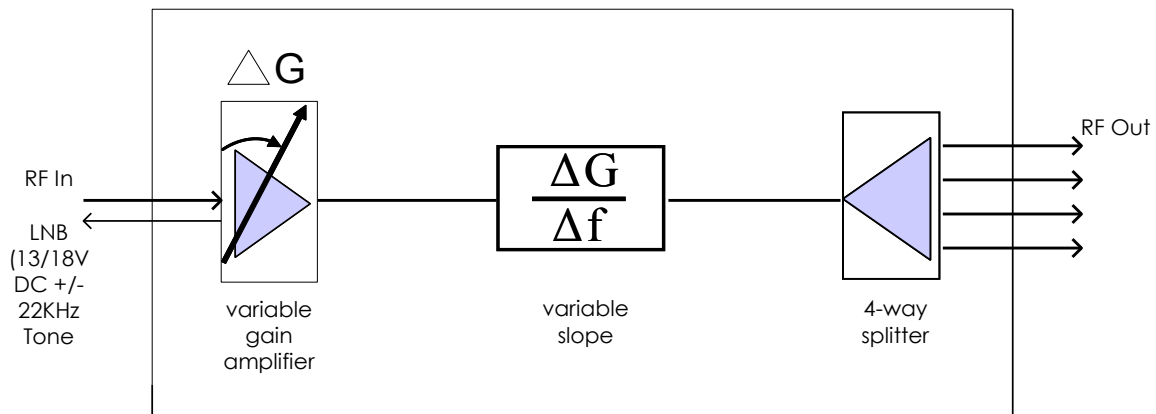 △ G
RF In
LNB
(13/18V
DC +/-
22KHz
Tone
variable
gain
amplifier
ΔG
Δf
variable
slope
4-way
splitter
RF Out